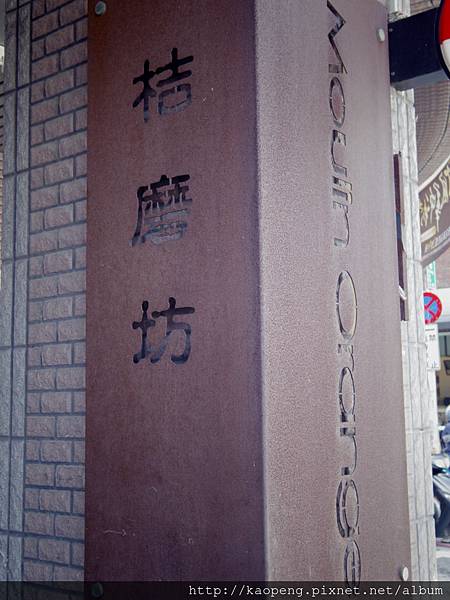 桔磨坊
Moulin Orange
http://kaopeng.pixnet.net/album